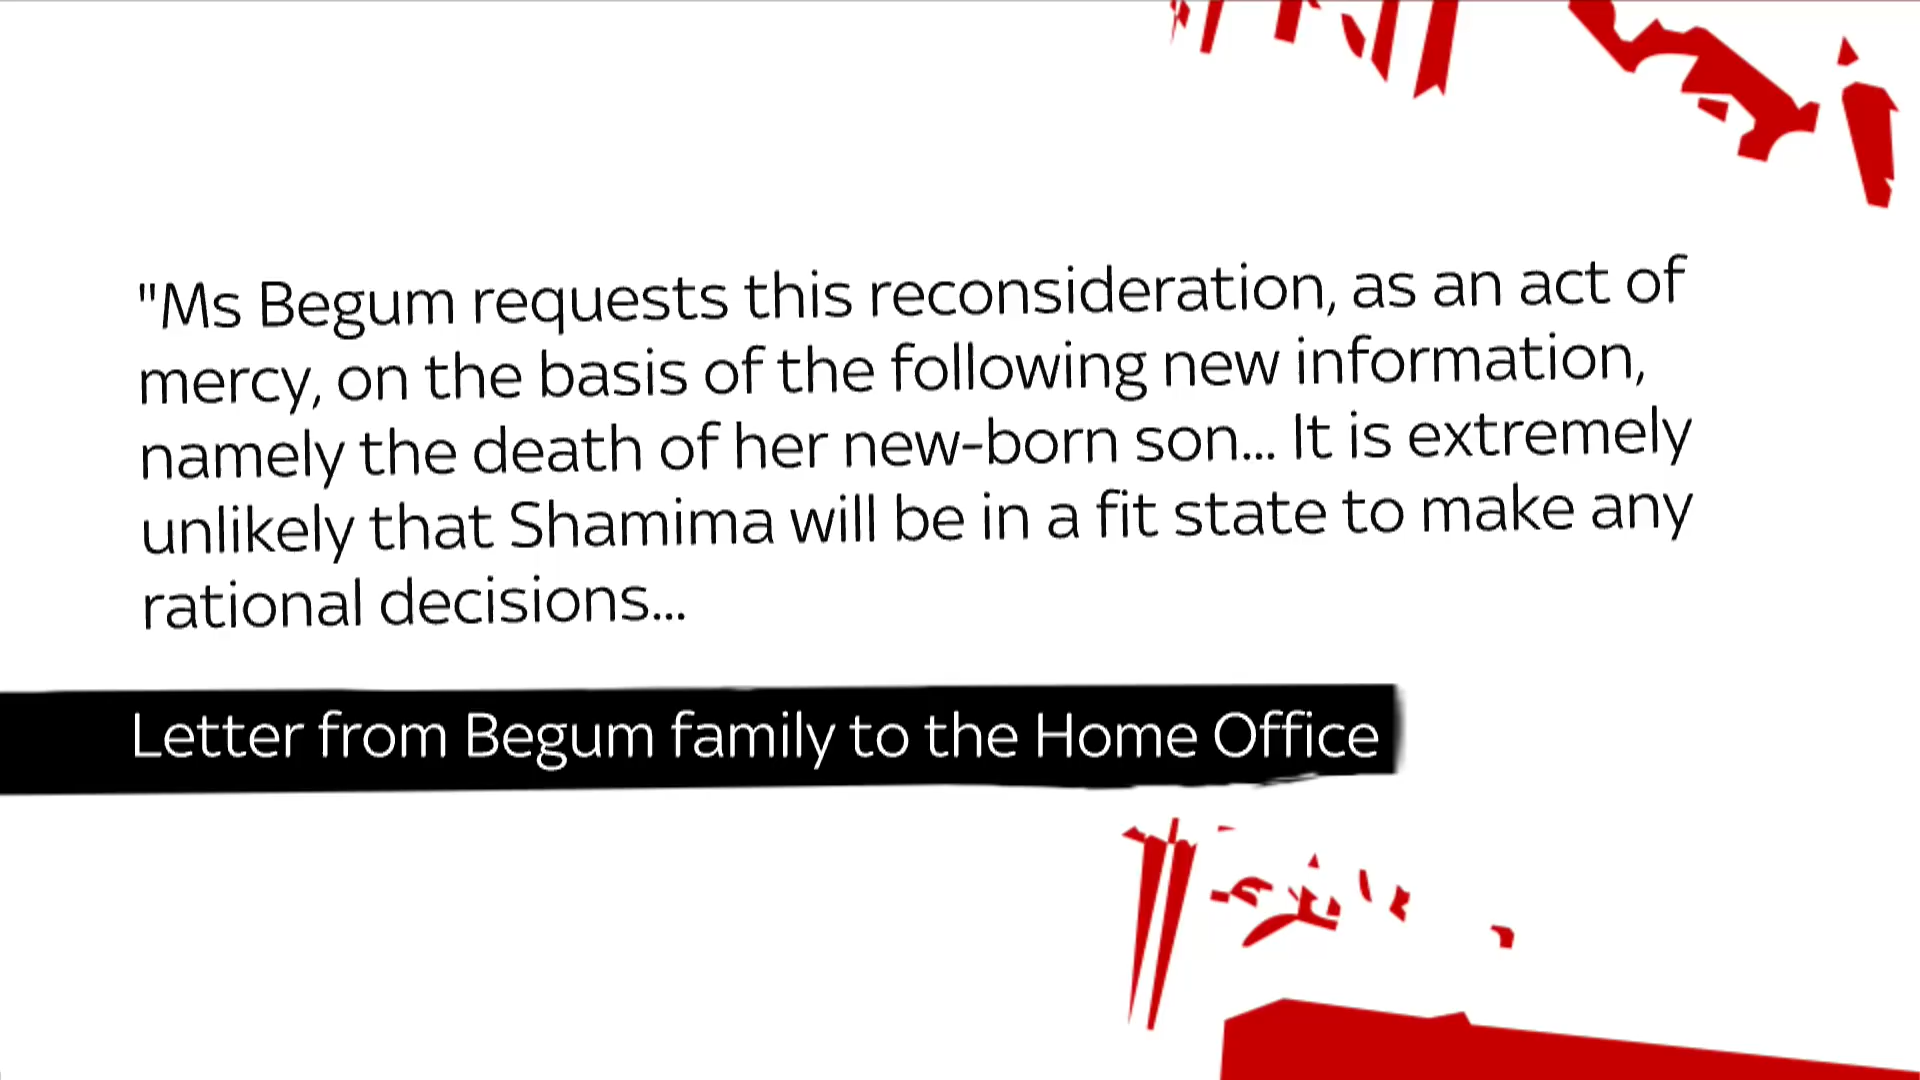 "Ms Begum requests this reconsideration, as an act of
mercy, on the basis of the following new information,
namely the death of her new-born son... It is extremely
unlikely that Shamima will be in a fit state to make any
rational decisions...
Letter from Begum family to the Home Office